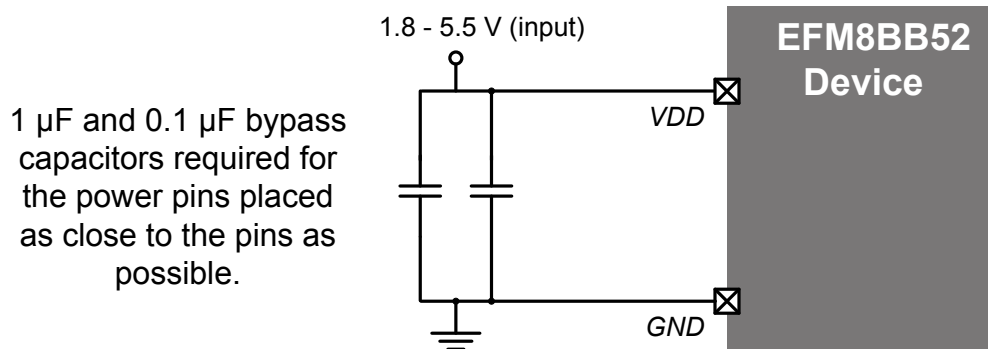 1.8 - 5.5 V (input)
EFM8BB52
Device
VDD
1 µF and 0.1 µF bypass
capacitors required for
the power pins placed
as close to the pins as
possible.
GND